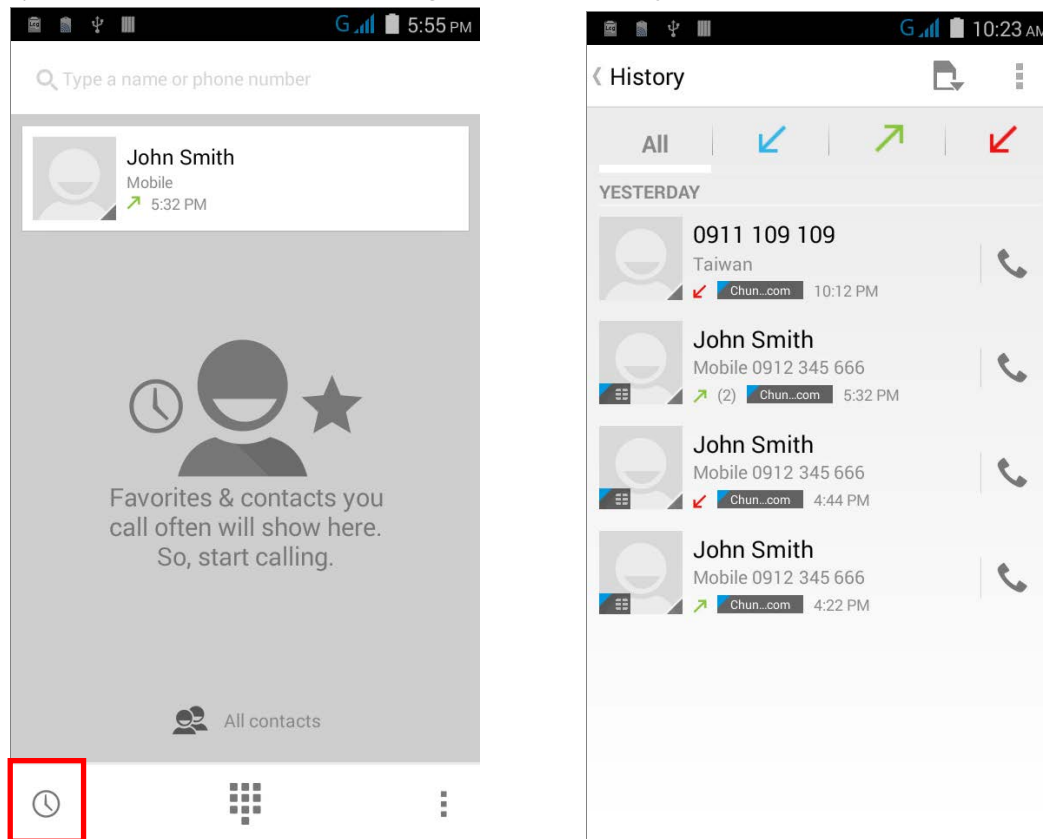 5:55 PM
Type a name or phone number
John Smith
Mobile
5:32 PM
Favorites & contacts you
call often will show here.
So, start calling.
All contacts
10:23 AM
History
All
YESTERDAY
0911 109 109
Taiwan
Chun...com 10:12 PM
John Smith
Mobile 0912 345 666
(2) Chun...com 5:32 PM
John Smith
Mobile 0912 345 666
Chun...com 4:44 PM
John Smith
Mobile 0912 345 666
Chun...com 4:22 PM